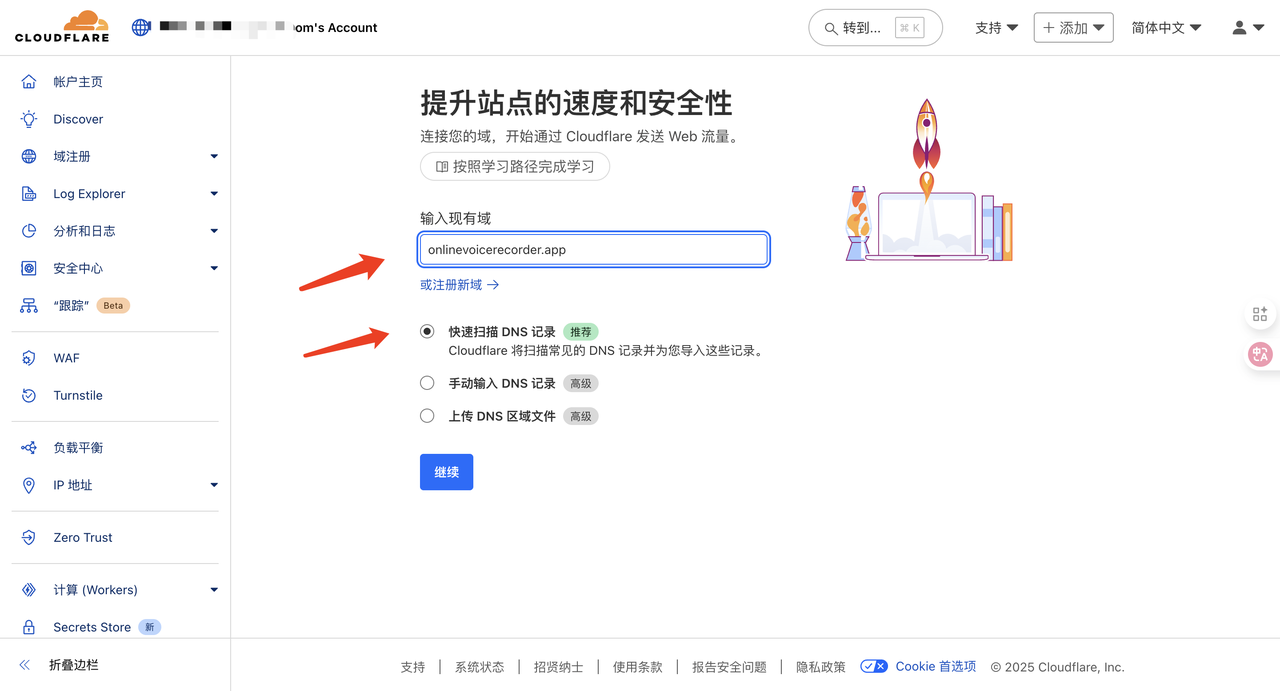 CLOUDFLARE
om's Account
转到... ⌘ K
支持
+ 添加
简体中文
帐户主页
Discover
域注册
Log Explorer
分析和日志
安全中心
“跟踪” Beta
WAF
Turnstile
负载平衡
IP 地址
Zero Trust
计算 (Workers)
Secrets Store 新
折叠边栏
提升站点的速度和安全性
连接您的域，开始通过 Cloudflare 发送 Web 流量。
按照学习路径完成学习
输入现有域
onlinevoicerecorder.app
或注册新域 →
快速扫描 DNS 记录 推荐
Cloudflare 将扫描常见的 DNS 记录并为您导入这些记录。
手动输入 DNS 记录 高级
上传 DNS 区域文件 高级
继续
支持 | 系统状态 | 招贤纳士 | 使用条款 | 报告安全问题 | 隐私政策 Cookie 首选项 © 2025 Cloudflare, Inc.